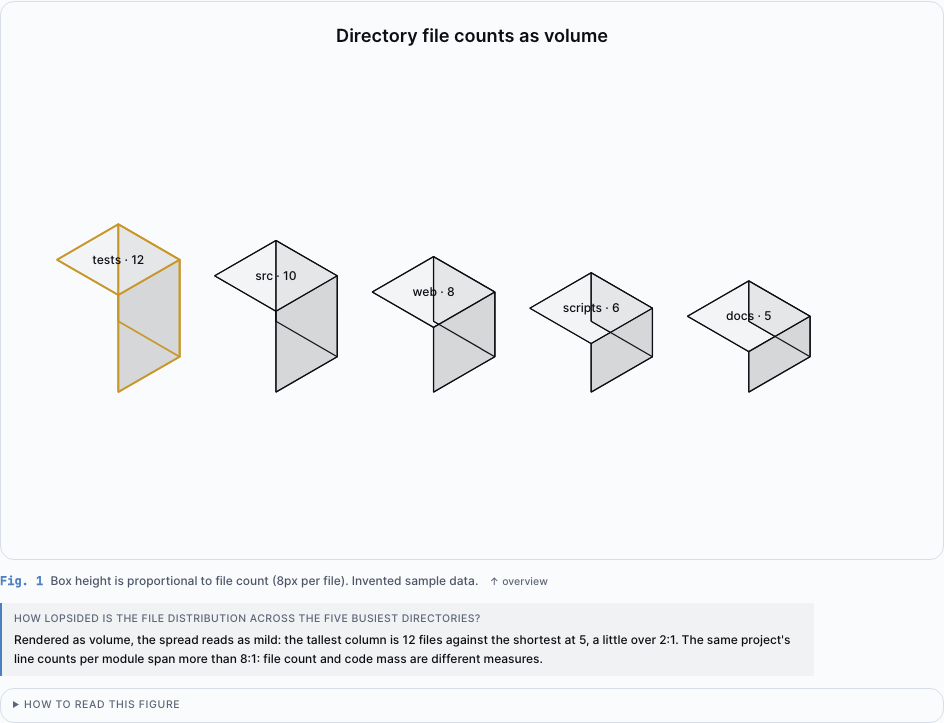 Directory file counts as volume
tests · 12
src · 10
web · 8
scripts · 6
docs · 5
Fig. 1 Box height is proportional to file count (8px per file). Invented sample data. ↑ overview
HOW LOPSIDED IS THE FILE DISTRIBUTION ACROSS THE FIVE BUSIEST DIRECTORIES?
Rendered as volume, the spread reads as mild: the tallest column is 12 files against the shortest at 5, a little over 2:1. The same project's
line counts per module span more than 8:1: file count and code mass are different measures.
▶ HOW TO READ THIS FIGURE